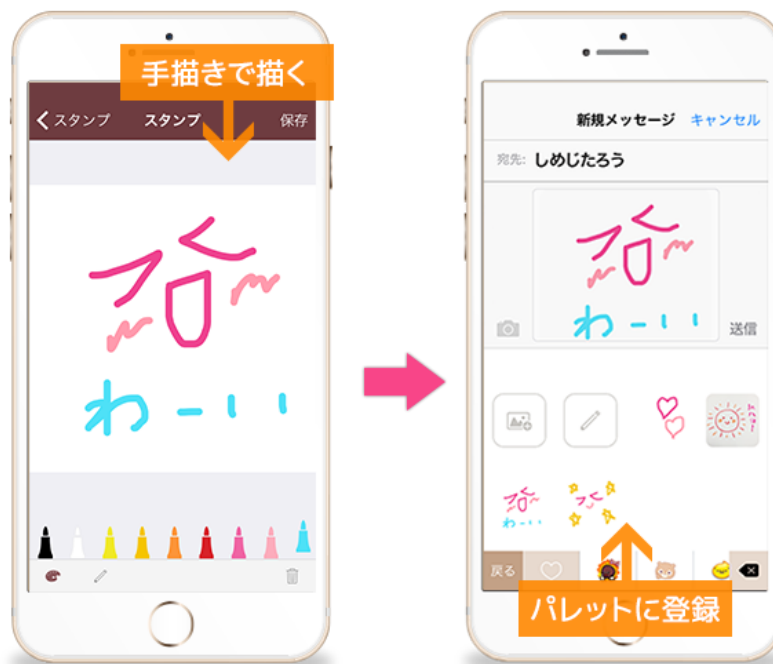 手描きで描く
スタンプ
スタンプ
保存
わーい
新規メッセージ
キャンセル
宛先: しめじたろう
わーい
送信
わーい
戻る
パレットに登録